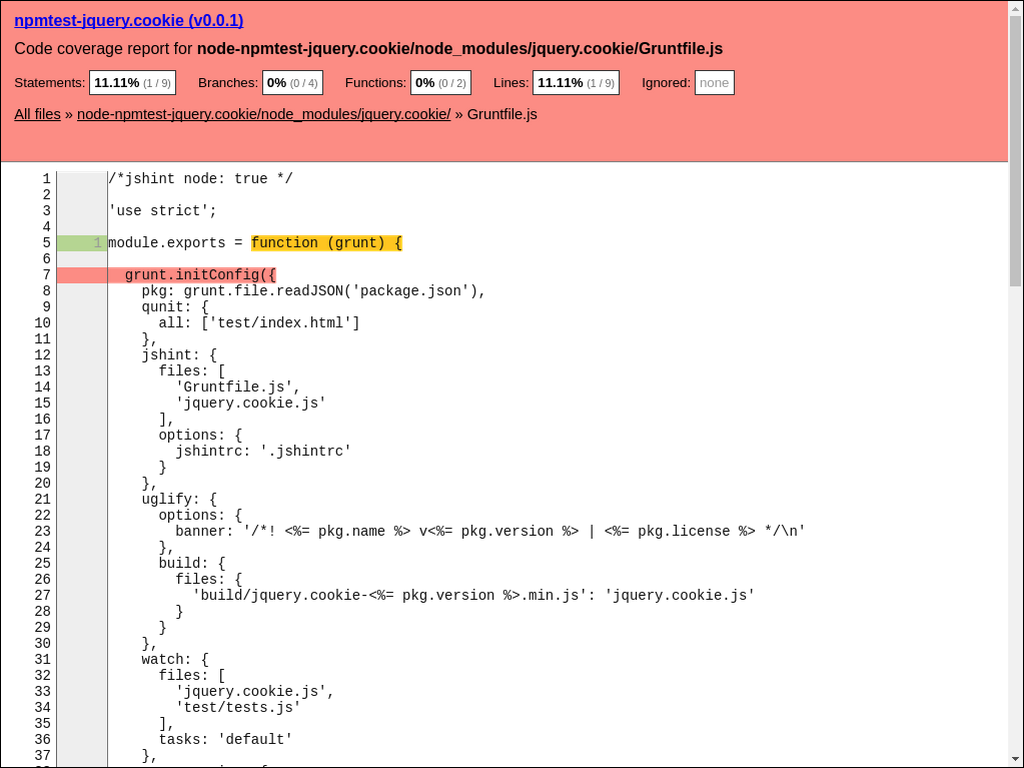 npmtest-jquery.cookie (v0.0.1)
Code coverage report for node-npmtest-jquery.cookie/node_modules/jquery.cookie/Gruntfile.js
Statements: 11.11% (1 / 9) Branches: 0% (0 / 4) Functions: 0% (0 / 2) Lines: 11.11% (1 / 9) Ignored: none
All files » node-npmtest-jquery.cookie/node_modules/jquery.cookie/ » Gruntfile.js
1 /*jshint node: true */
2
3 'use strict';
4
5 1 module.exports = function (grunt) {
6
7   grunt.initConfig({
8     pkg: grunt.file.readJSON('package.json'),
9     qunit: {
10       all: ['test/index.html']
11     },
12     jshint: {
13       files: [
14         'Gruntfile.js',
15         'jquery.cookie.js'
16       ],
17       options: {
18         jshintrc: '.jshintrc'
19       }
20     },
21     uglify: {
22       options: {
23         banner: '/*! <%= pkg.name %> v<%= pkg.version %> | <%= pkg.license %> */\n'
24       },
25       build: {
26         files: {
27           'build/jquery.cookie-<%= pkg.version %>.min.js': 'jquery.cookie.js'
28         }
29       }
30     },
31     watch: {
32       files: [
33         'jquery.cookie.js',
34         'test/tests.js'
35       ],
36       tasks: 'default'
37     },